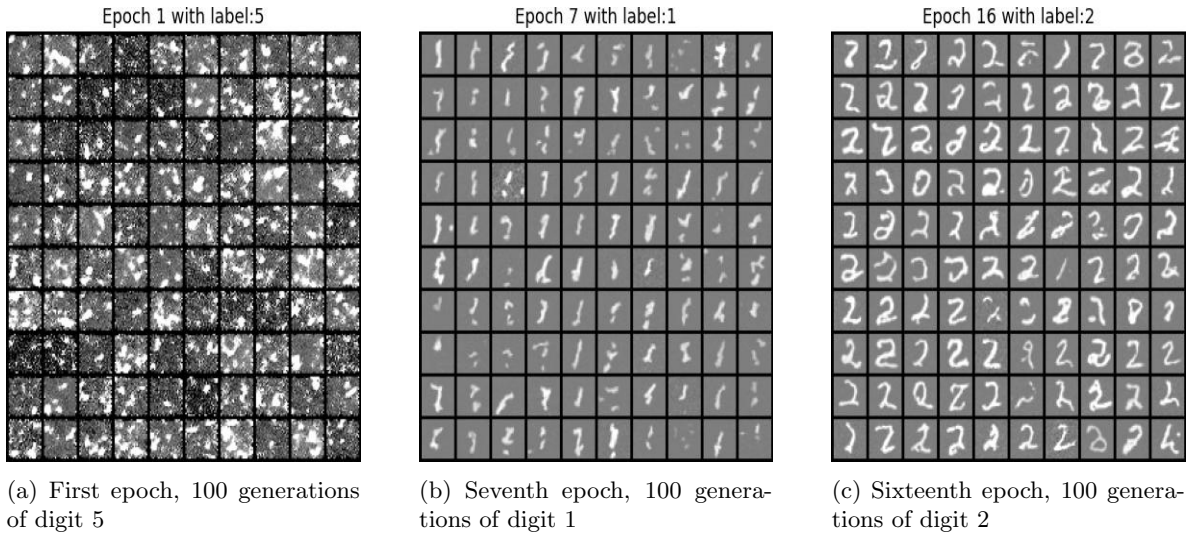 Epoch 1 with label:5
Epoch 7 with label:1
Epoch 16 with label:2
(a) First epoch, 100 generations
of digit 5
(b) Seventh epoch, 100 genera-
tions of digit 1
(c) Sixteenth epoch, 100 genera-
tions of digit 2